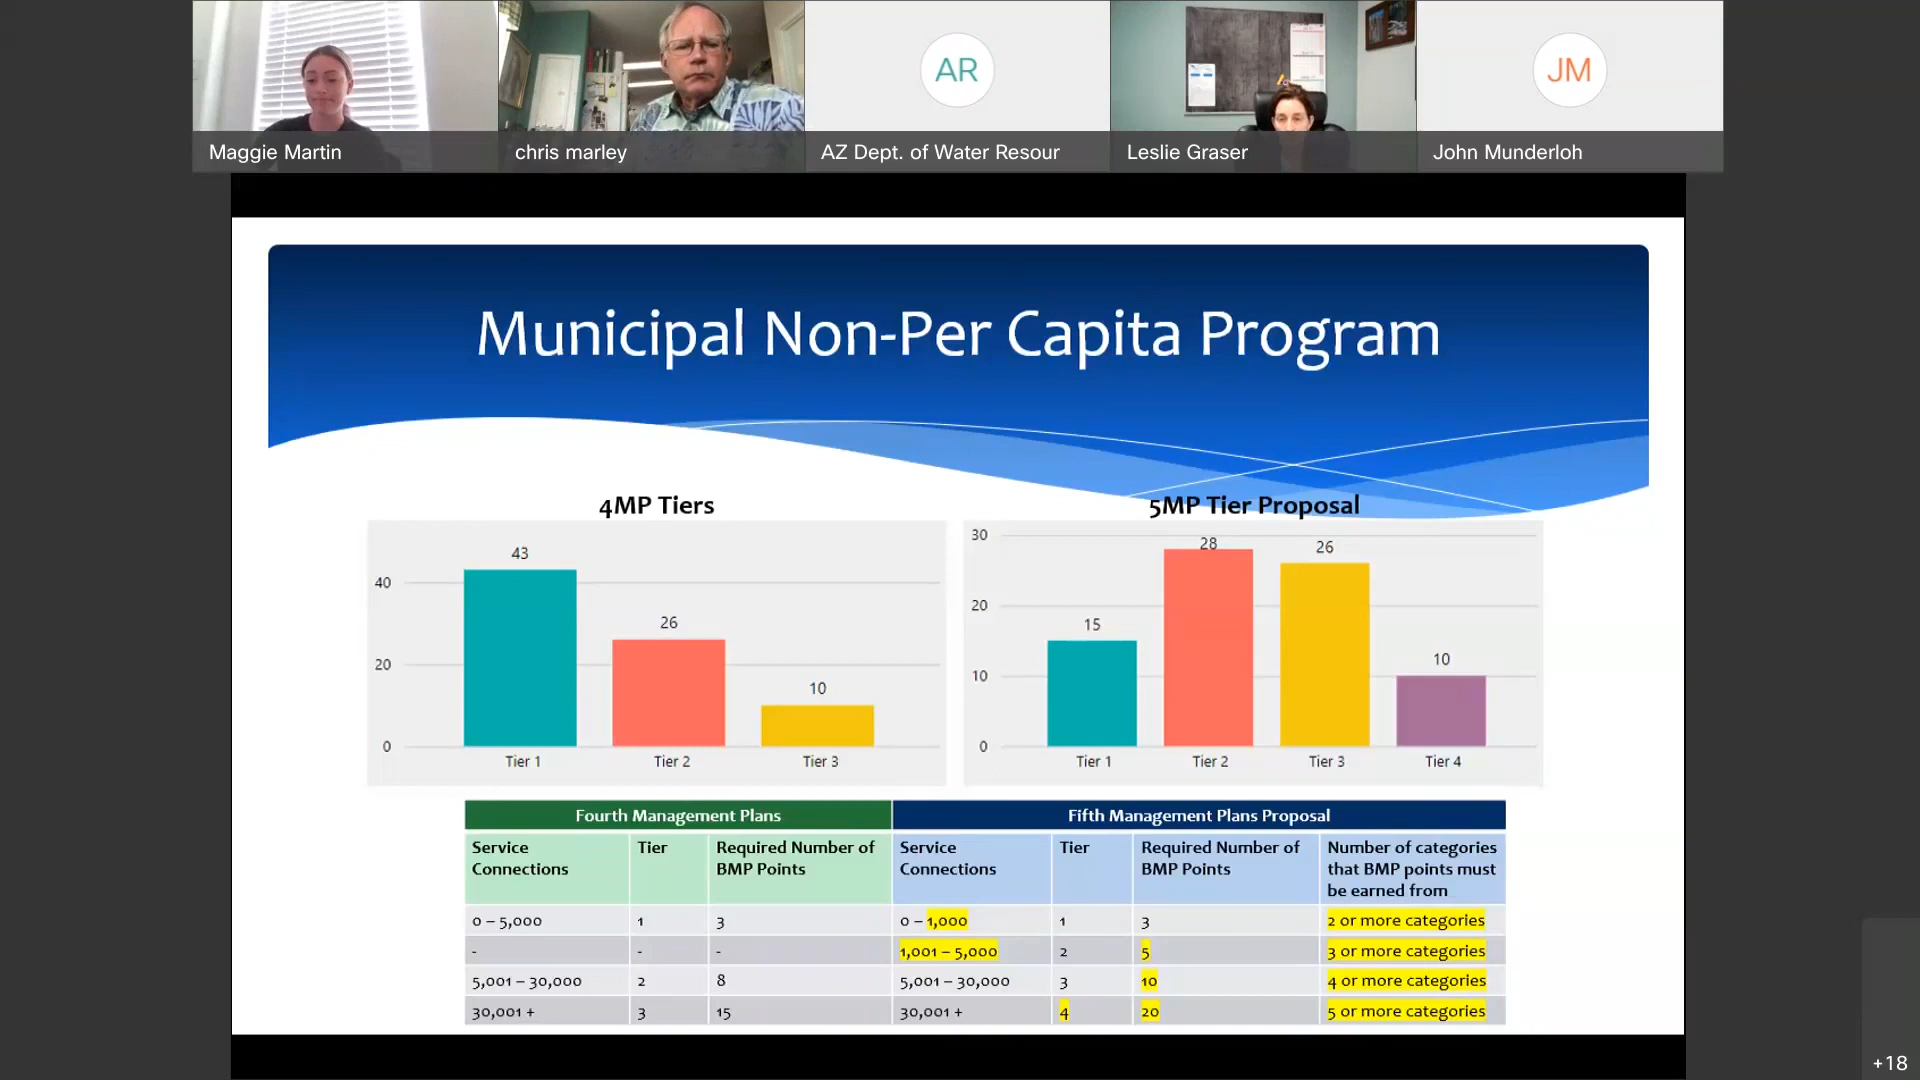 Maggie Martin
chris marley
AR
AZ Dept. of Water Resour
Leslie Graser
JM
John Munderloh
Municipal Non-Per Capita Program
4MP Tiers
43
26
10
40
20
0
Tier 1
Tier 2
Tier 3
5MP Tier Proposal
30
20
10
0
15
28
26
10
Tier 1
Tier 2
Tier 3
Tier 4
Fourth Management Plans
Fifth Management Plans Proposal
Service Connections
Tier
Required Number of BMP Points
Service Connections
Tier
Required Number of BMP Points
Number of categories that BMP points must be earned from
0 – 5,000 1 3 0 – 1,000 1 3 2 or more categories
- - - 1,001 – 5,000 2 5 3 or more categories
5,001 – 30,000 2 8 5,001 – 30,000 3 10 4 or more categories
30,001 + 3 15 30,001 + 4 20 5 or more categories
+18